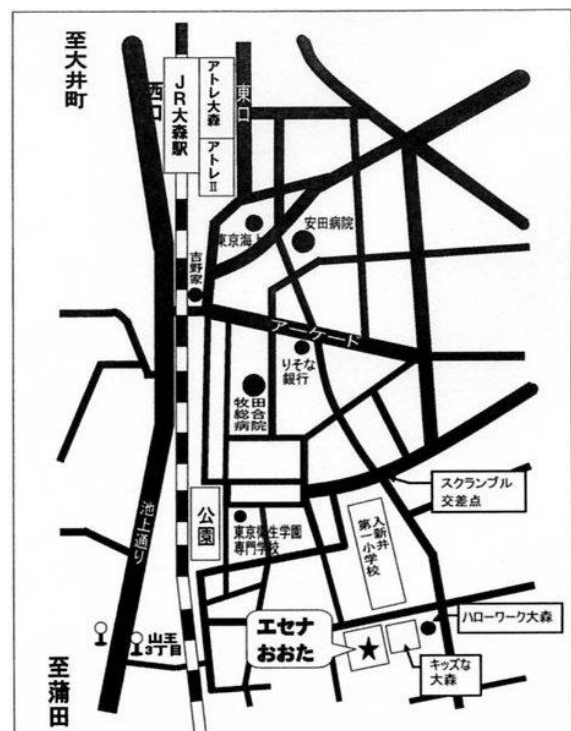 至大井町
西口
JR大森駅
アトレ大森
アトレⅡ
東口
東京海上
安田病院
吉野家
アーケード
りそな
銀行
牧田
総合
病院
スクランブル
交差点
池上通り
公園
東京衛生学園
専門学校
入新井
第一小学校
エセナ
おおた
ハローワーク大森
キッズな
大森
山王
3丁目
至蒲田